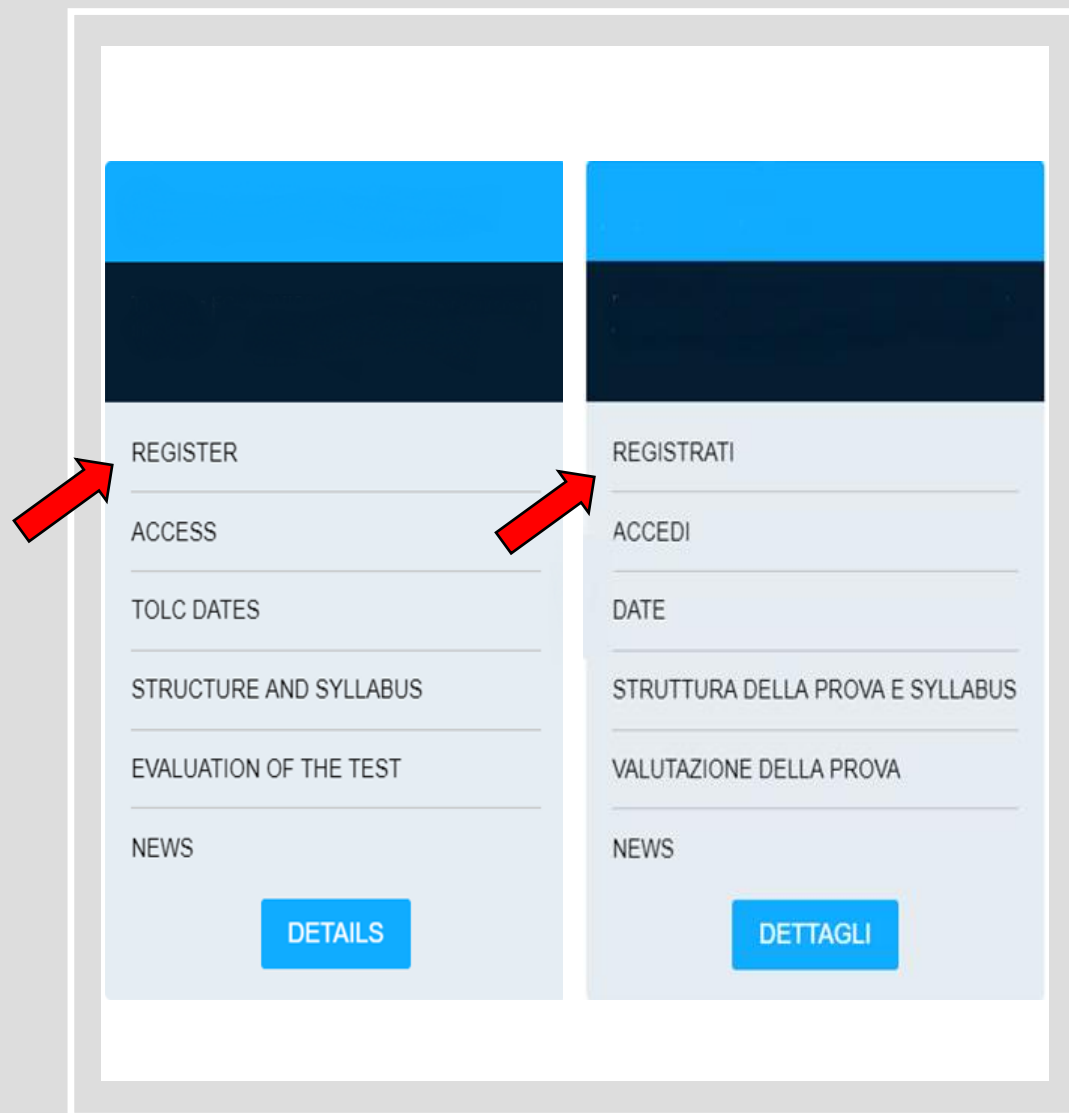 REGISTER
ACCESS
TOLC DATES
STRUCTURE AND SYLLABUS
EVALUATION OF THE TEST
NEWS
DETAILS
REGISTRATI
ACCEDI
DATE
STRUTTURA DELLA PROVA E SYLLABUS
VALUTAZIONE DELLA PROVA
NEWS
DETTAGLI